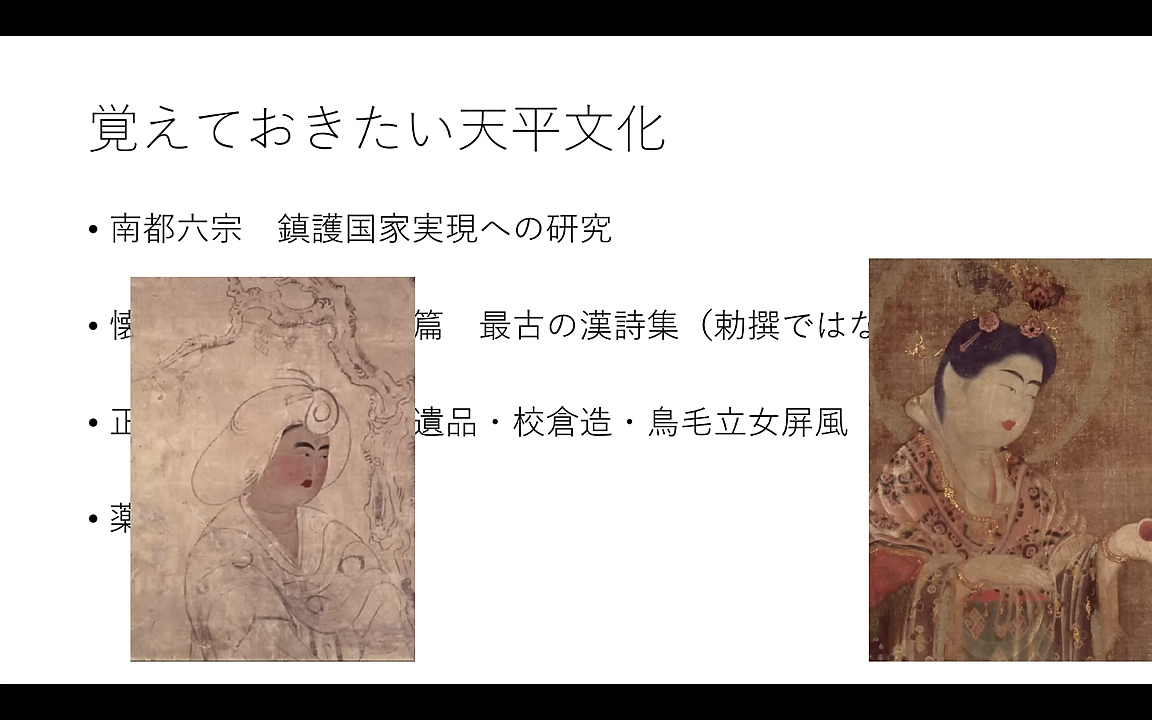 覚えておきたい天平文化
• 南都六宗　鎮護国家実現への研究
• 懐 篇　最古の漢詩集（勅撰ではな
• 正 遺品・校倉造・鳥毛立女屏風
• 薬